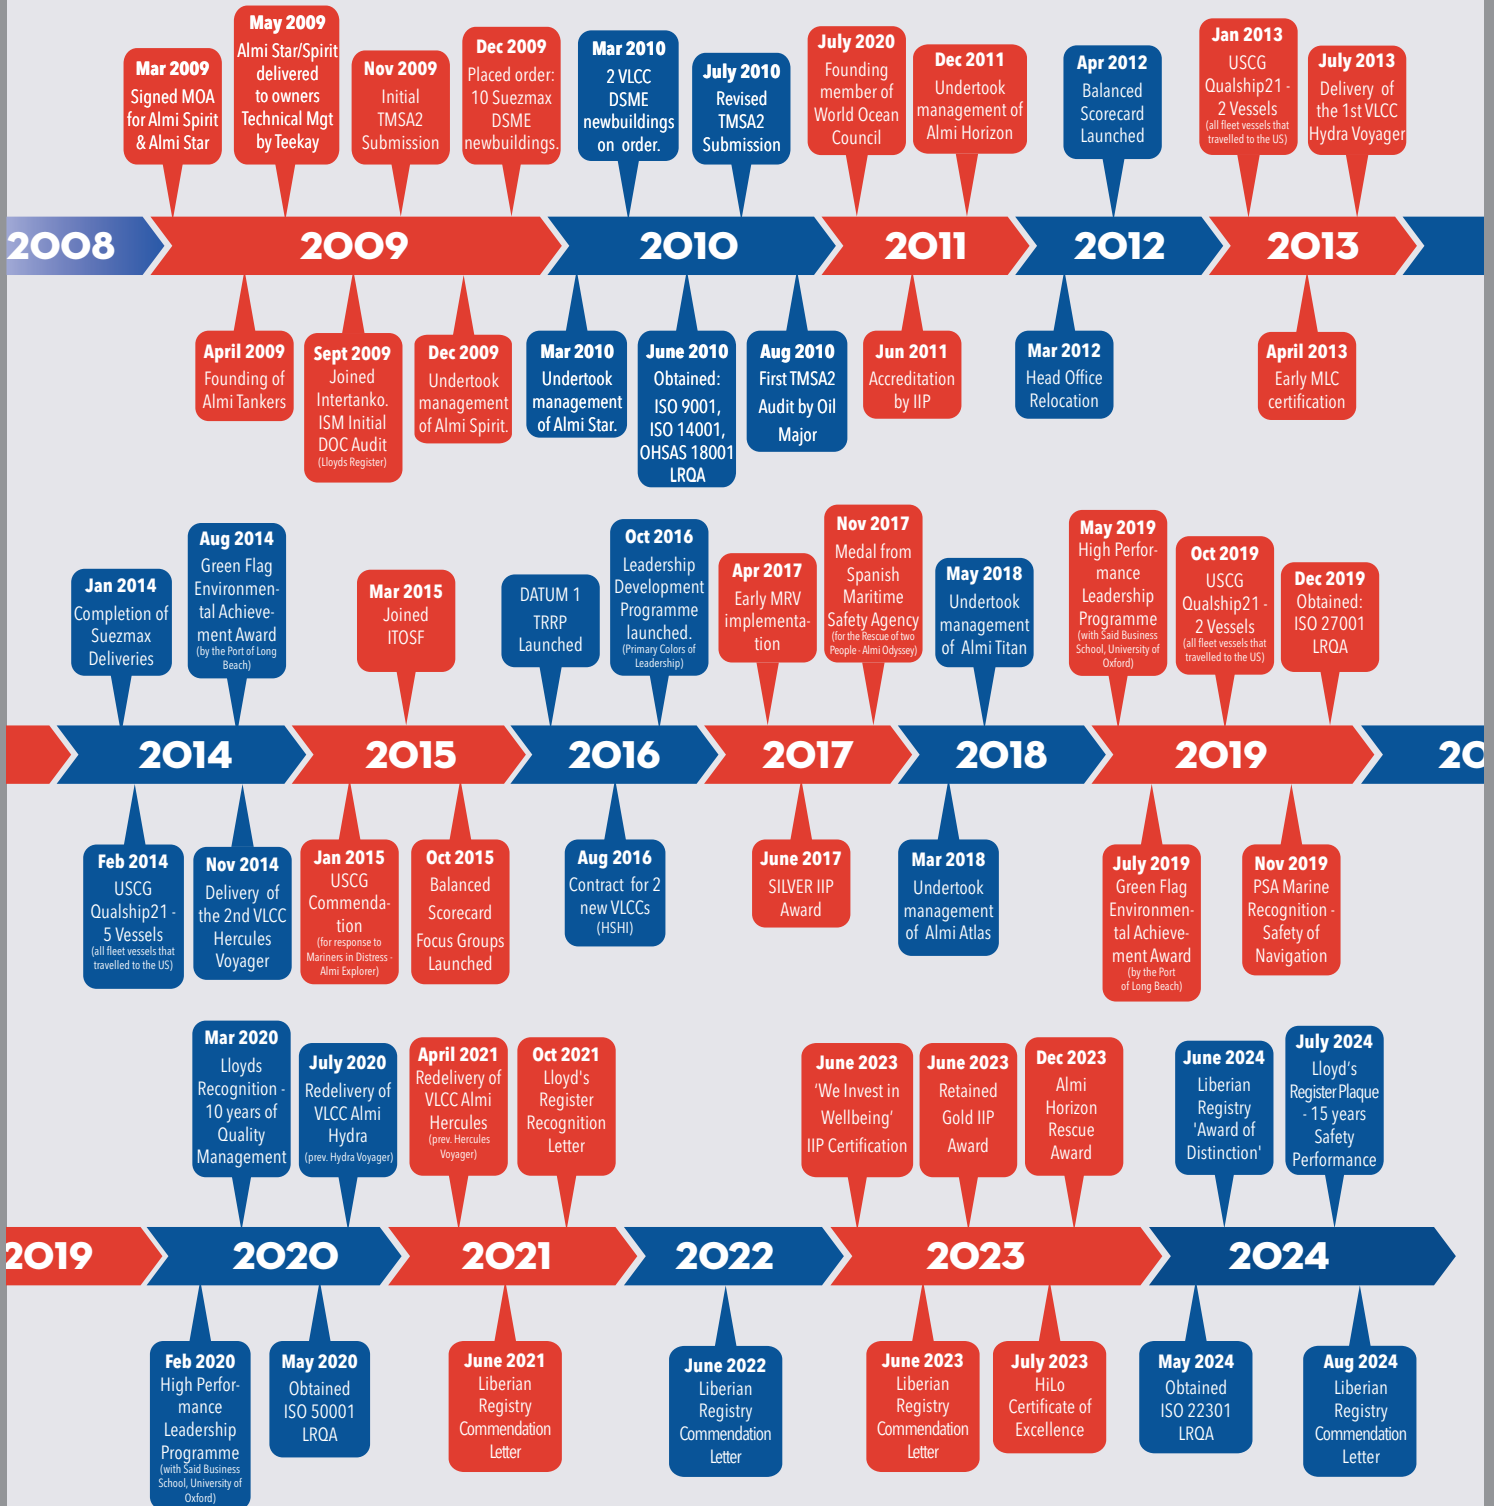 Mar 2009
Signed MOA
for Almi Spirit
& Almi Star
May 2009
Almi Star/Spirit
delivered
to owners
Technical Mgt
by Teekay
Nov 2009
Initial
TMSA2
Submission
Dec 2009
Placed order:
10 Suezmax
DSME
newbuildings.
Mar 2010
2 VLCC
DSME
newbuildings
on order.
July 2010
Revised
TMSA2
Submission
July 2020
Founding
member of
World Ocean
Council
Dec 2011
Undertook
management of
Almi Horizon
Apr 2012
Balanced
Scorecard
Launched
Jan 2013
USCG
Qualship21 -
2 Vessels
(all fleet vessels that
travelled to the US)
July 2013
Delivery of
the 1st VLCC
Hydra Voyager
2008
2009
2010
2011
2012
2013
April 2009
Founding of
Almi Tankers
Sept 2009
Joined
Intertanko.
ISM Initial
DOC Audit
(Lloyds Register)
Dec 2009
Undertook
management
of Almi Spirit.
Mar 2010
Undertook
management
of Almi Star.
June 2010
Obtained:
ISO 9001,
ISO 14001,
OHSAS 18001
LRQA
Aug 2010
First TMSA2
Audit by Oil
Major
Jun 2011
Accreditation
by IIP
Mar 2012
Head Office
Relocation
April 2013
Early MLC
certification
Jan 2014
Completion of
Suezmax
Deliveries
Aug 2014
Green Flag
Environmen-
tal Achieve-
ment Award
(by the Port of Long
Beach)
Mar 2015
Joined
ITOSF
DATUM 1
TRRP
Launched
Oct 2016
Leadership
Development
Programme
launched.
(Primary Colors of
Leadership)
Apr 2017
Early MRV
implementa-
tion
Nov 2017
Medal from
Spanish
Maritime
Safety Agency
(for the Rescue of two
People - Almi Odyssey)
May 2018
Undertook
management
of Almi Titan
May 2019
High Perfor-
mance
Leadership
Programme
(with Said Business
School, University of
Oxford)
Oct 2019
USCG
Qualship21 -
2 Vessels
(all fleet vessels that
travelled to the US)
Dec 2019
Obtained:
ISO 27001
LRQA
2014
2015
2016
2017
2018
2019
20
Feb 2014
USCG
Qualship21 -
5 Vessels
(all fleet vessels that
travelled to the US)
Nov 2014
Delivery of
the 2nd VLCC
Hercules
Voyager
Jan 2015
USCG
Commenda-
tion
(for response to
Mariners in Distress -
Almi Explorer)
Oct 2015
Balanced
Scorecard
Focus Groups
Launched
Aug 2016
Contract for 2
new VLCCs
(HSHI)
June 2017
SILVER IIP
Award
Mar 2018
Undertook
management
of Almi Atlas
July 2019
Green Flag
Environmen-
tal Achieve-
ment Award
(by the Port
of Long Beach)
Nov 2019
PSA Marine
Recognition -
Safety of
Navigation
Mar 2020
Lloyds
Recognition -
10 years of
Quality
Management
July 2020
Redelivery of
VLCC Almi
Hydra
(prev. Hydra Voyager)
April 2021
Redelivery of
VLCC Almi
Hercules
(prev. Hercules
Voyager)
Oct 2021
Lloyd's
Register
Recognition
Letter
June 2023
‘We Invest in
Wellbeing’
IIP Certification
June 2023
Retained
Gold IIP
Award
Dec 2023
Almi
Horizon
Rescue
Award
June 2024
Liberian
Registry
'Award of
Distinction'
July 2024
Lloyd’s
Register Plaque
- 15 years
Safety
Performance
2019
2020
2021
2022
2023
2024
Feb 2020
High Perfor-
mance
Leadership
Programme
(with Said Business
School, University of
Oxford)
May 2020
Obtained
ISO 50001
LRQA
June 2021
Liberian
Registry
Commendation
Letter
June 2022
Liberian
Registry
Commendation
Letter
June 2023
Liberian
Registry
Commendation
Letter
July 2023
HiLo
Certificate of
Excellence
May 2024
Obtained
ISO 22301
LRQA
Aug 2024
Liberian
Registry
Commendation
Letter